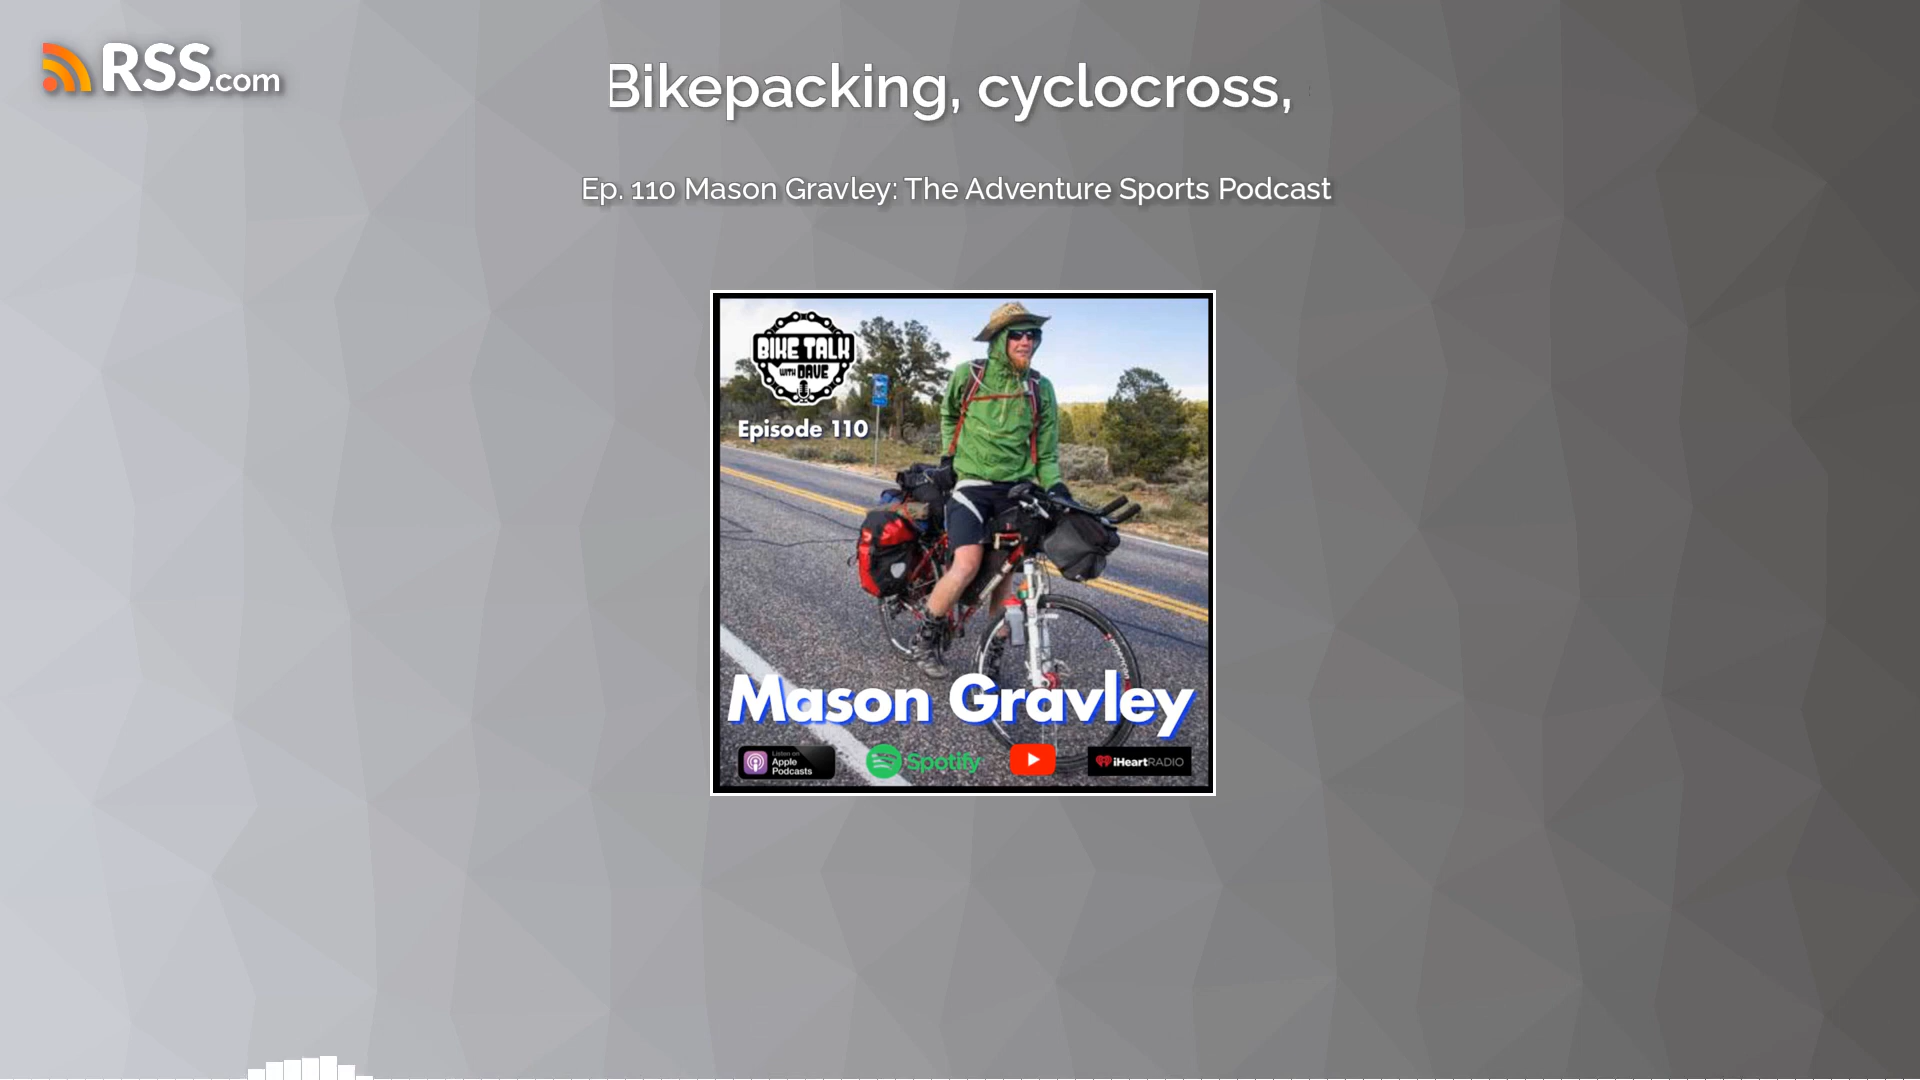 RSS.com
Bikepacking, cyclocross,
Ep. 110 Mason Gravley: The Adventure Sports Podcast
BIKE TALK
WITH DAVE
Episode 110
Mason Gravley
Listen on
Apple
Podcasts
Spotify
iHeartRADIO